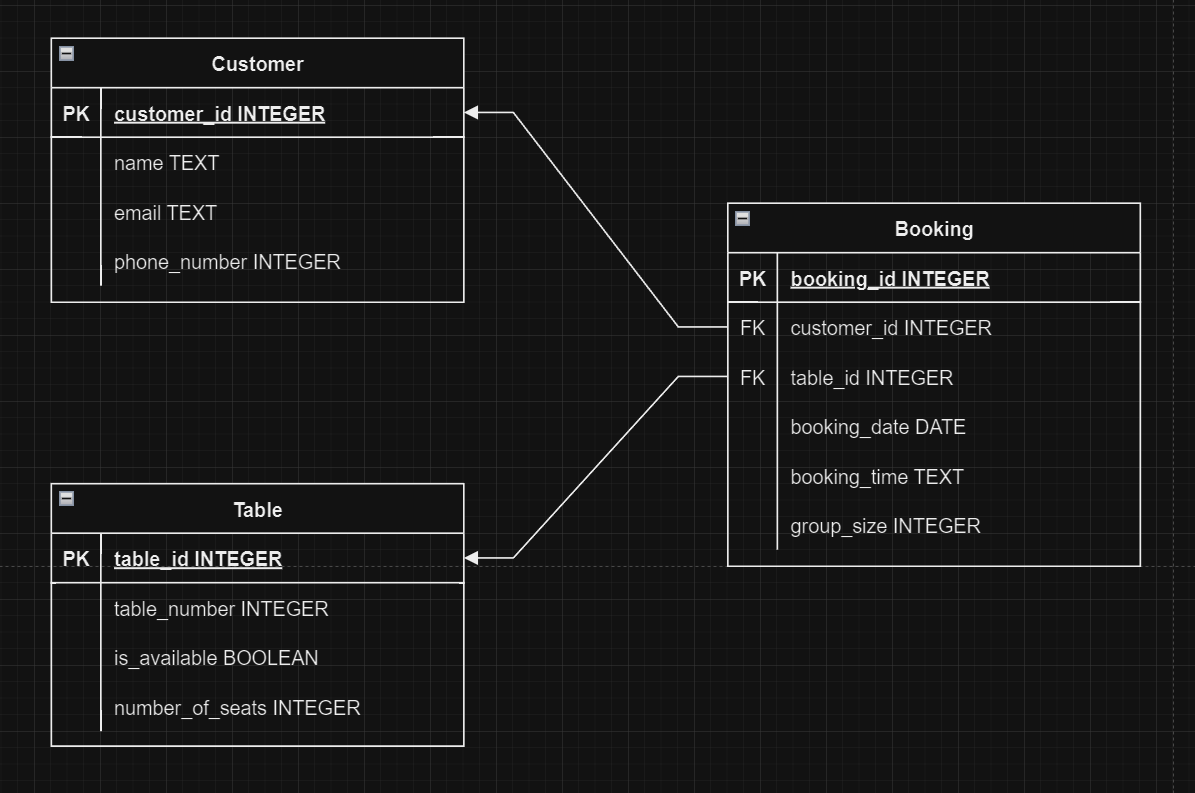 Customer
PK customer_id INTEGER
name TEXT
email TEXT
phone_number INTEGER
Booking
PK booking_id INTEGER
FK customer_id INTEGER
FK table_id INTEGER
booking_date DATE
booking_time TEXT
group_size INTEGER
Table
PK table_id INTEGER
table_number INTEGER
is_available BOOLEAN
number_of_seats INTEGER